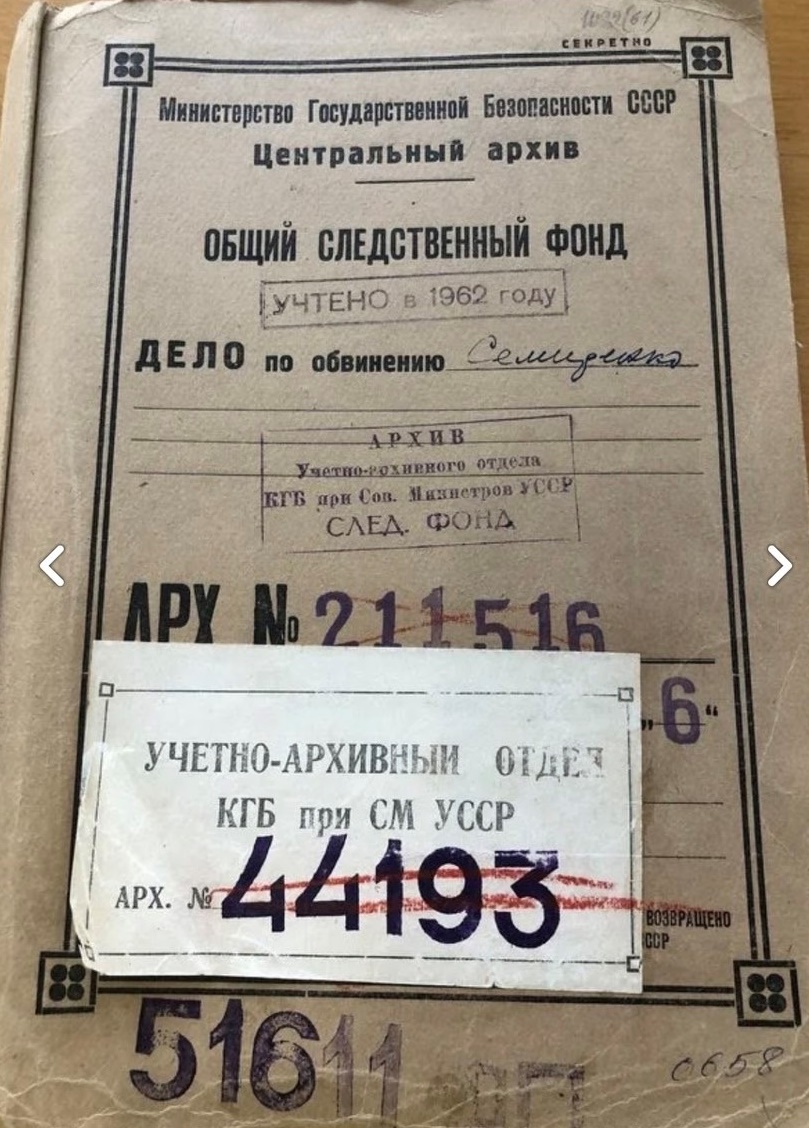 СЕКРЕТНО
Министерство Государственной Безопасности СССР
Центральный архив
ОБЩИЙ СЛЕДСТВЕННЫЙ ФОНД
УЧТЕНО в 1962 году
ДЕЛО по обвинению Семиденко
АРХИВ
Учетно-архивного отдела
КГБ при Сов. Министров УССР
СЛЕД. ФОНД
АРХ № 211516
„6“
УЧЕТНО-АРХИВНЫЙ ОТДЕЛ
КГБ при СМ УССР
АРХ. № 44193
ВОЗВРАЩЕНО
ССР
51611
0658